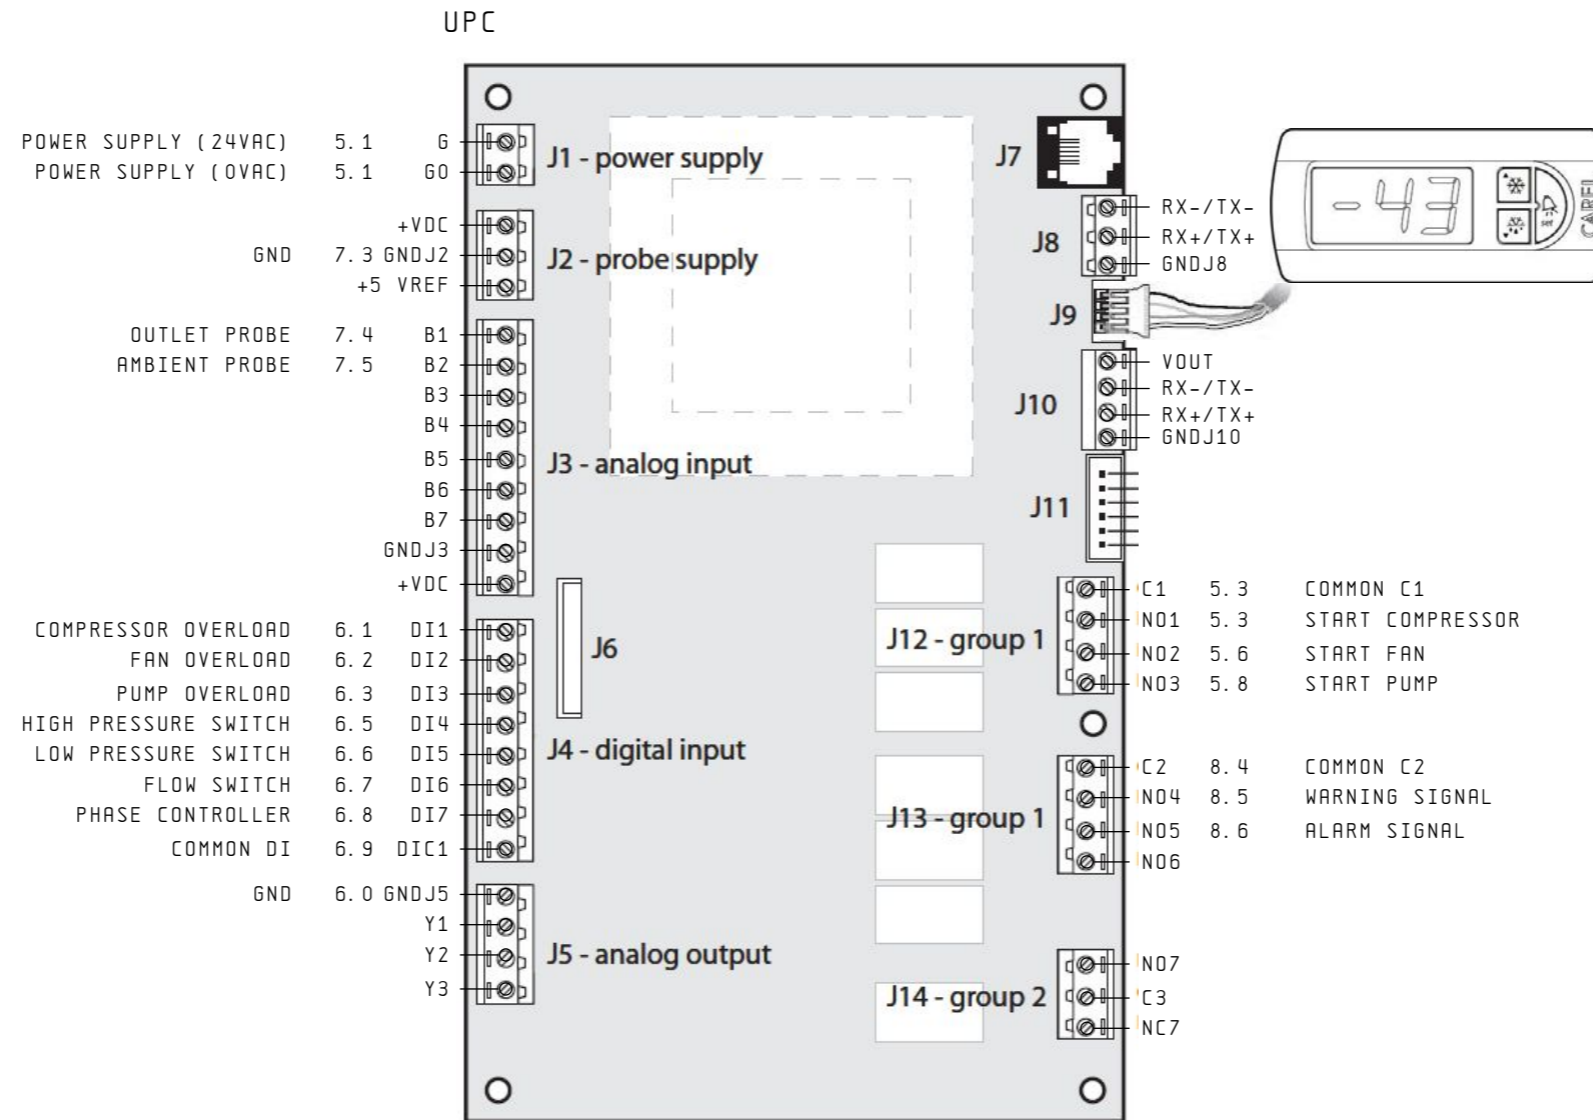 UPC
POWER SUPPLY (24VAC) 5.1 G
POWER SUPPLY (0VAC) 5.1 G0
J1 - power supply
+VDC
GND 7.3 GNDJ2
+5 VREF
J2 - probe supply
OUTLET PROBE 7.4 B1
AMBIENT PROBE 7.5 B2
B3
B4
B5
B6
B7
GNDJ3
+VDC
J3 - analog input
COMPRESSOR OVERLOAD 6.1 DI1
FAN OVERLOAD 6.2 DI2
PUMP OVERLOAD 6.3 DI3
HIGH PRESSURE SWITCH 6.5 DI4
LOW PRESSURE SWITCH 6.6 DI5
FLOW SWITCH 6.7 DI6
PHASE CONTROLLER 6.8 DI7
COMMON DI 6.9 DIC1
J4 - digital input
J6
GND 6.0 GNDJ5
Y1
Y2
Y3
J5 - analog output
J7
J8
RX-/TX-
RX+/TX+
GNDJ8
-43
set
CAREL
J9
J10
VOUT
RX-/TX-
RX+/TX+
GNDJ10
J11
J12 - group 1
C1 5.3 COMMON C1
NO1 5.3 START COMPRESSOR
NO2 5.6 START FAN
NO3 5.8 START PUMP
J13 - group 1
C2 8.4 COMMON C2
NO4 8.5 WARNING SIGNAL
NO5 8.6 ALARM SIGNAL
NO6
J14 - group 2
NO7
C3
NC7